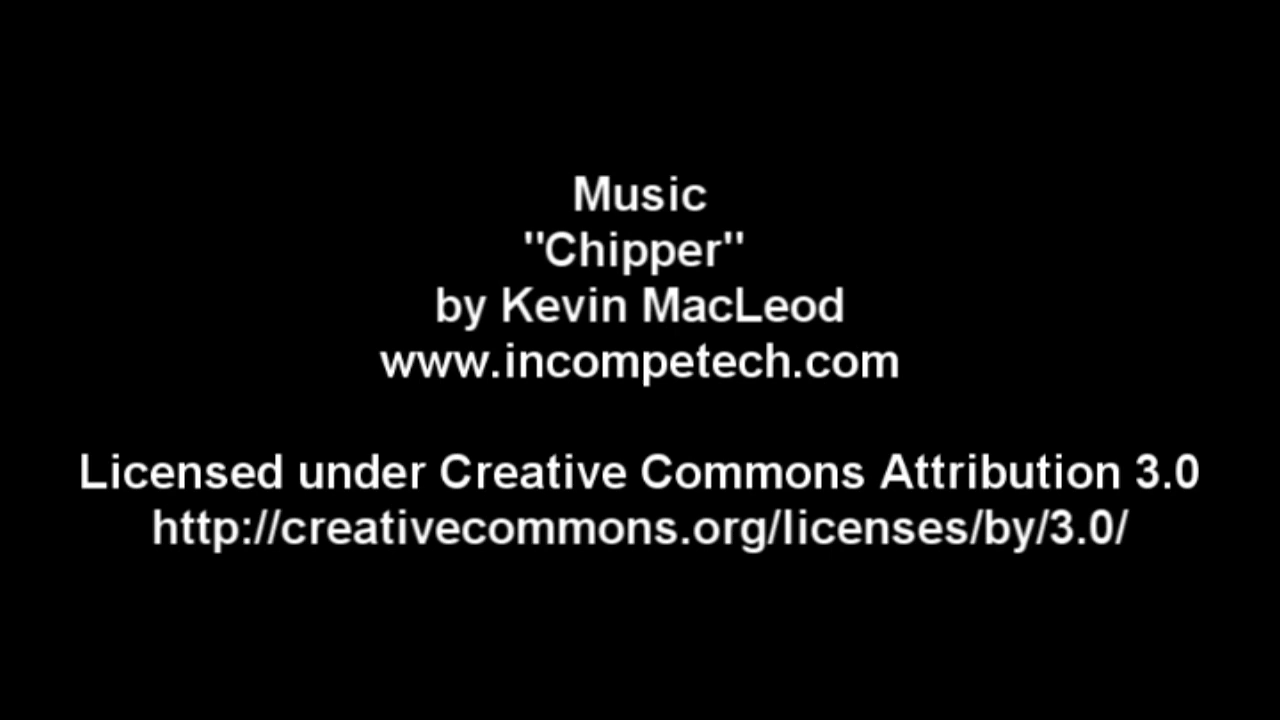 Music
"Chipper"
by Kevin MacLeod
www.incompetech.com
Licensed under Creative Commons Attribution 3.0
http://creativecommons.org/licenses/by/3.0/